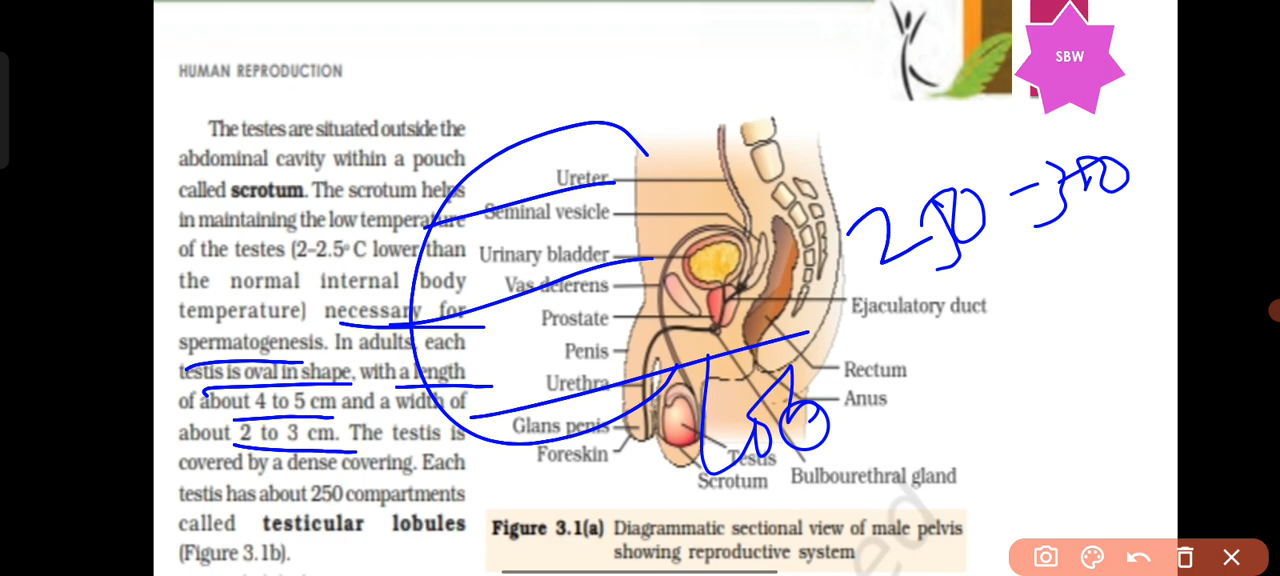 SBW
HUMAN REPRODUCTION
The testes are situated outside the
abdominal cavity within a pouch
called scrotum. The scrotum helps
in maintaining the low temperature
of the testes (2–2.5° C lower than
the normal internal body
temperature) necessary for
spermatogenesis. In adults, each
testis is oval in shape, with a length
of about 4 to 5 cm and a width of
about 2 to 3 cm. The testis is
covered by a dense covering. Each
testis has about 250 compartments
called testicular lobules
(Figure 3.1b).
Ureter
Seminal vesicle
Urinary bladder
Vas deferens
Prostate
Penis
Urethra
Glans penis
Foreskin
Testis
Scrotum
Bulbourethral gland
Anus
Rectum
Ejaculatory duct
250 - 350
Figure 3.1(a) Diagrammatic sectional view of male pelvis
showing reproductive system